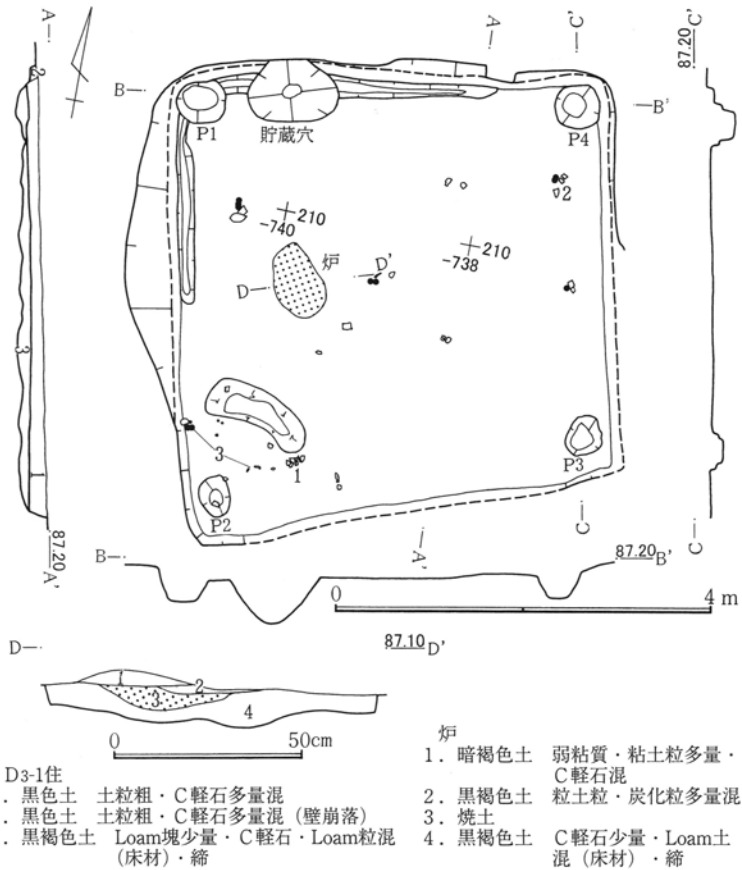 A
A
C'
87.20
C'
2
B
B'
P1
貯蔵穴
P4
2
210
-740
210
-738
炉
D'
D
3
3
1
P3
P2
C
87.20
A'
B
A'
87.20
B'
C
0
4 m
D
87.10
D'
1
2
3
4
0
50cm
D3-1住
. 黒色土 土粒粗・C軽石多量混
. 黒色土 土粒粗・C軽石多量混 (壁崩落)
. 黒褐色土 Loam塊少量・C軽石・Loam粒混
(床材)・締
炉
1. 暗褐色土 弱粘質・粘土粒多量・
C軽石混
2. 黒褐色土 粒土粒・炭化粒多量混
3. 焼土
4. 黒褐色土 C軽石少量・Loam土
混 (床材)・締